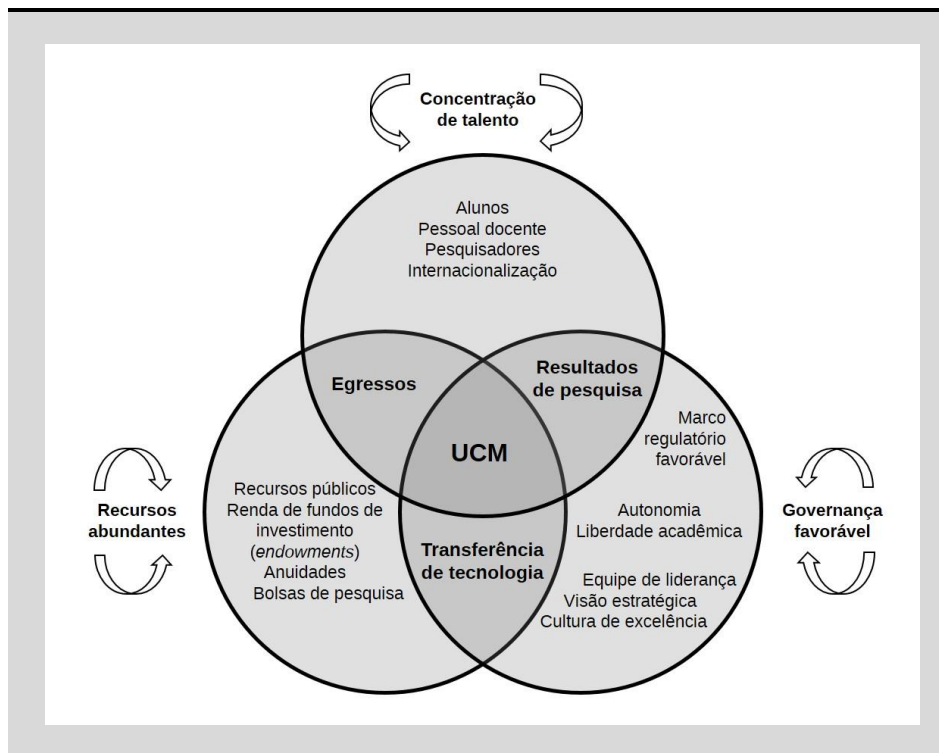 Concentração
de talento
Alunos
Pessoal docente
Pesquisadores
Internacionalização
Egressos
Resultados
de pesquisa
UCM
Marco
regulatório
favorável
Recursos
abundantes
Recursos públicos
Renda de fundos de
investimento
(endowments)
Anuidades
Bolsas de pesquisa
Transferência
de tecnologia
Autonomia
Liberdade acadêmica
Equipe de liderança
Visão estratégica
Cultura de excelência
Governança
favorável